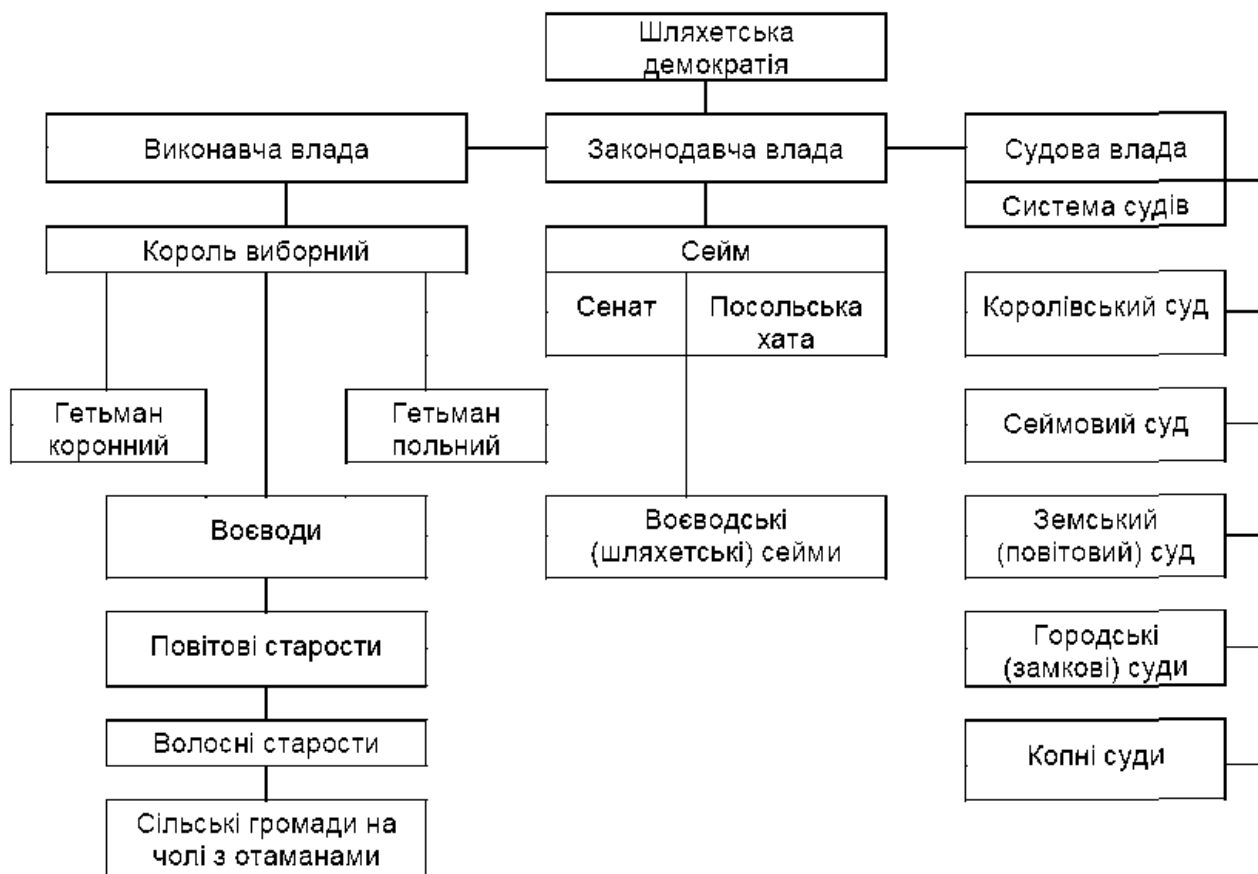 Шляхетська
демократія
Виконавча влада
Законодавча влада
Судова влада
Система судів
Король виборний
Сейм
Сенат
Посольська
хата
Королівський суд
Гетьман
коронний
Гетьман
польний
Сеймовий суд
Воєводи
Воєводські
(шляхетські) сейми
Земський
(повітовий) суд
Повітові старости
Городські
(замкові) суди
Волосні старости
Копні суди
Сільські громади на
чолі з отаманами